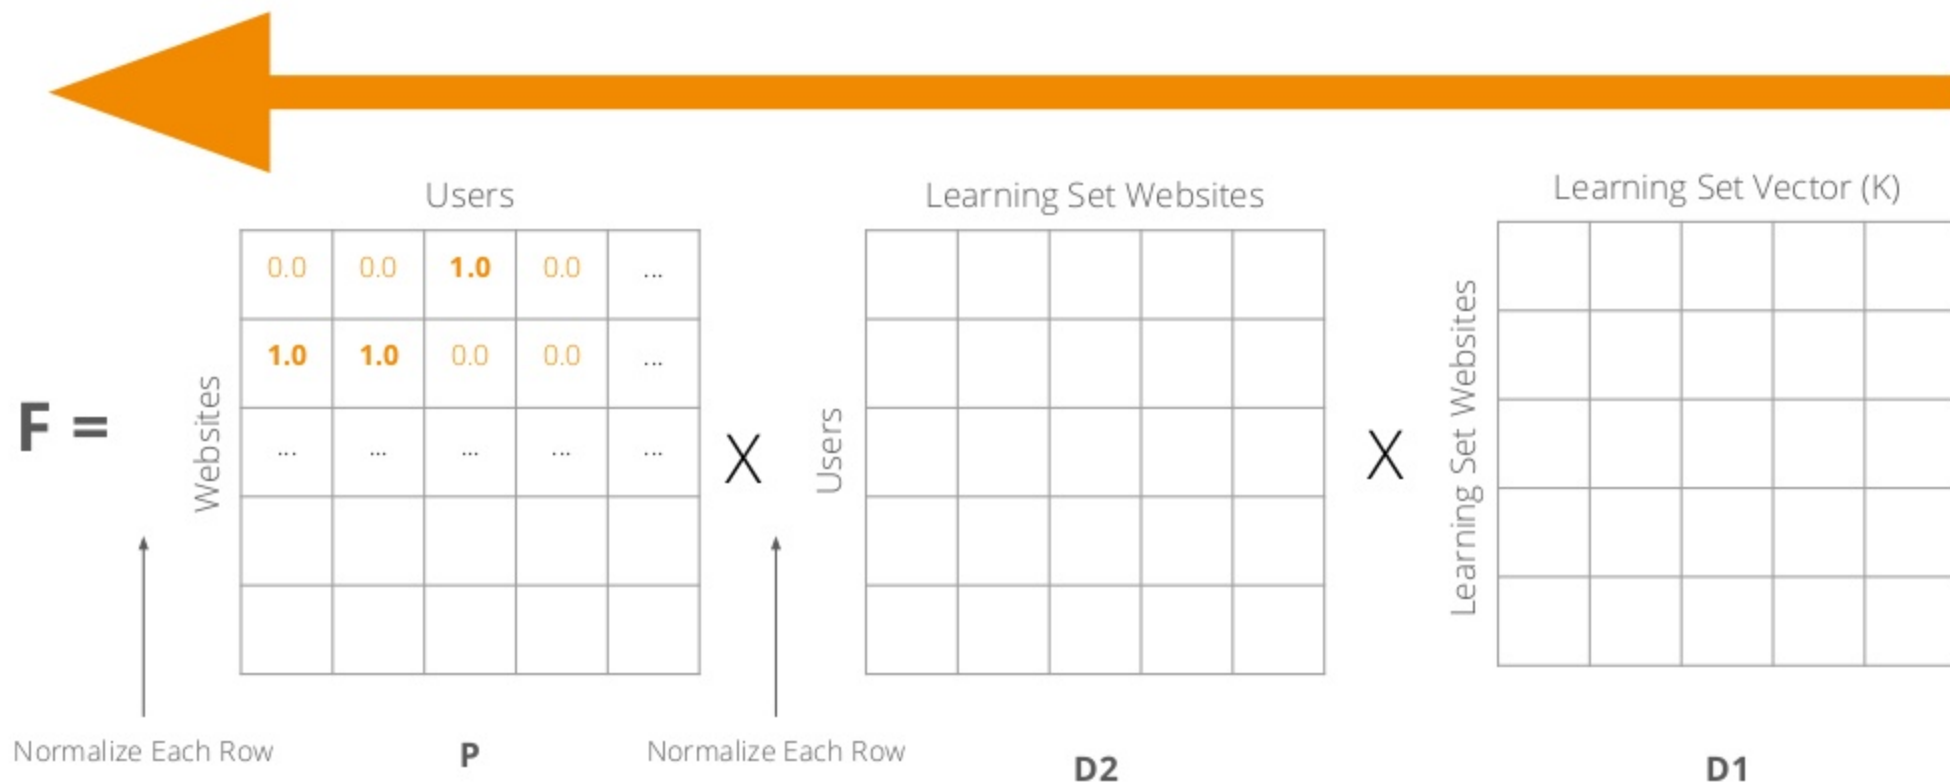 Users
Learning Set Websites
Learning Set Vector (K)
F =
Websites
0.0 0.0 1.0 0.0 ...
1.0 1.0 0.0 0.0 ...
... ... ... ... ...
X
Users
X
Learning Set Websites
Normalize Each Row
P
Normalize Each Row
D2
D1